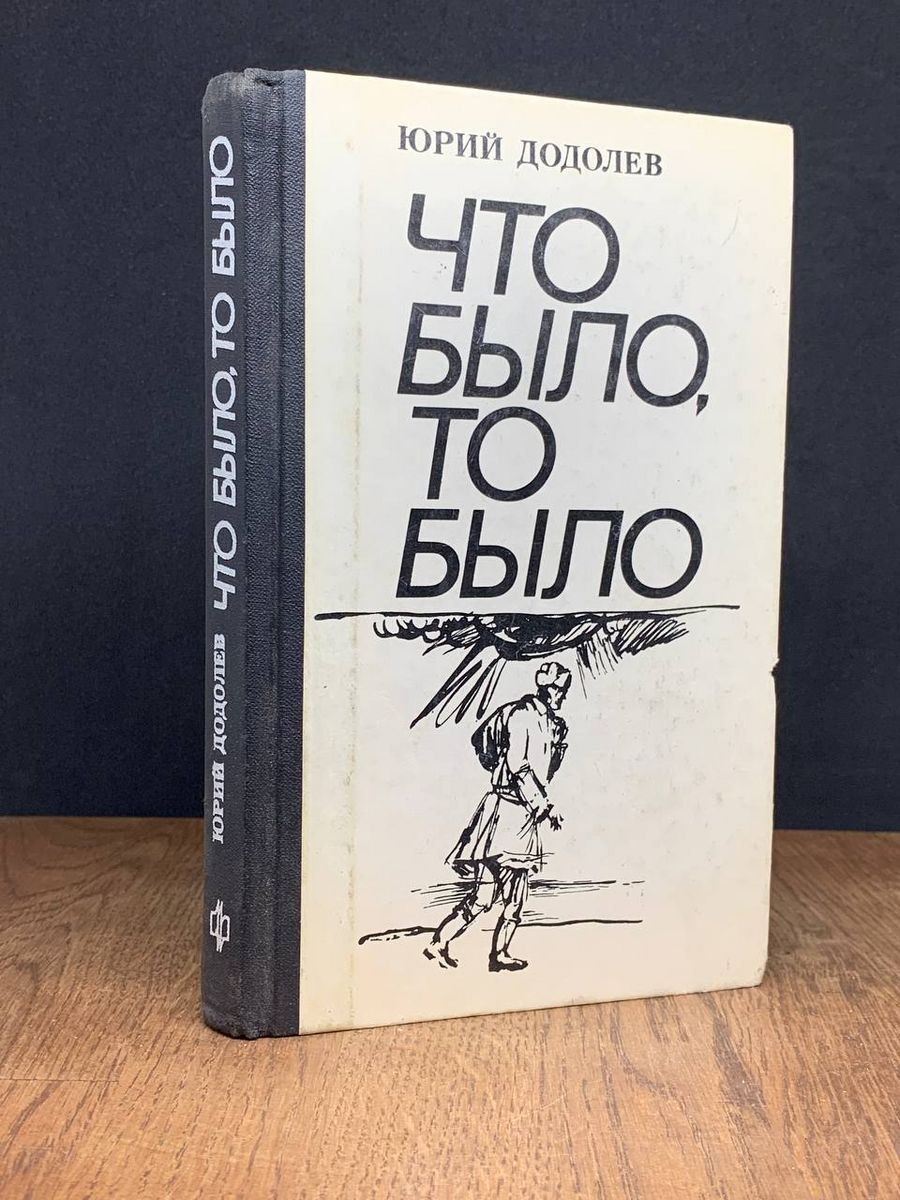 ЮРИЙ ДОДОЛЕВ
ЧТО
БЫЛО,
ТО
БЫЛО
ЮРИЙ ДОДОЛЕВ ЧТО БЫЛО, ТО БЫЛО